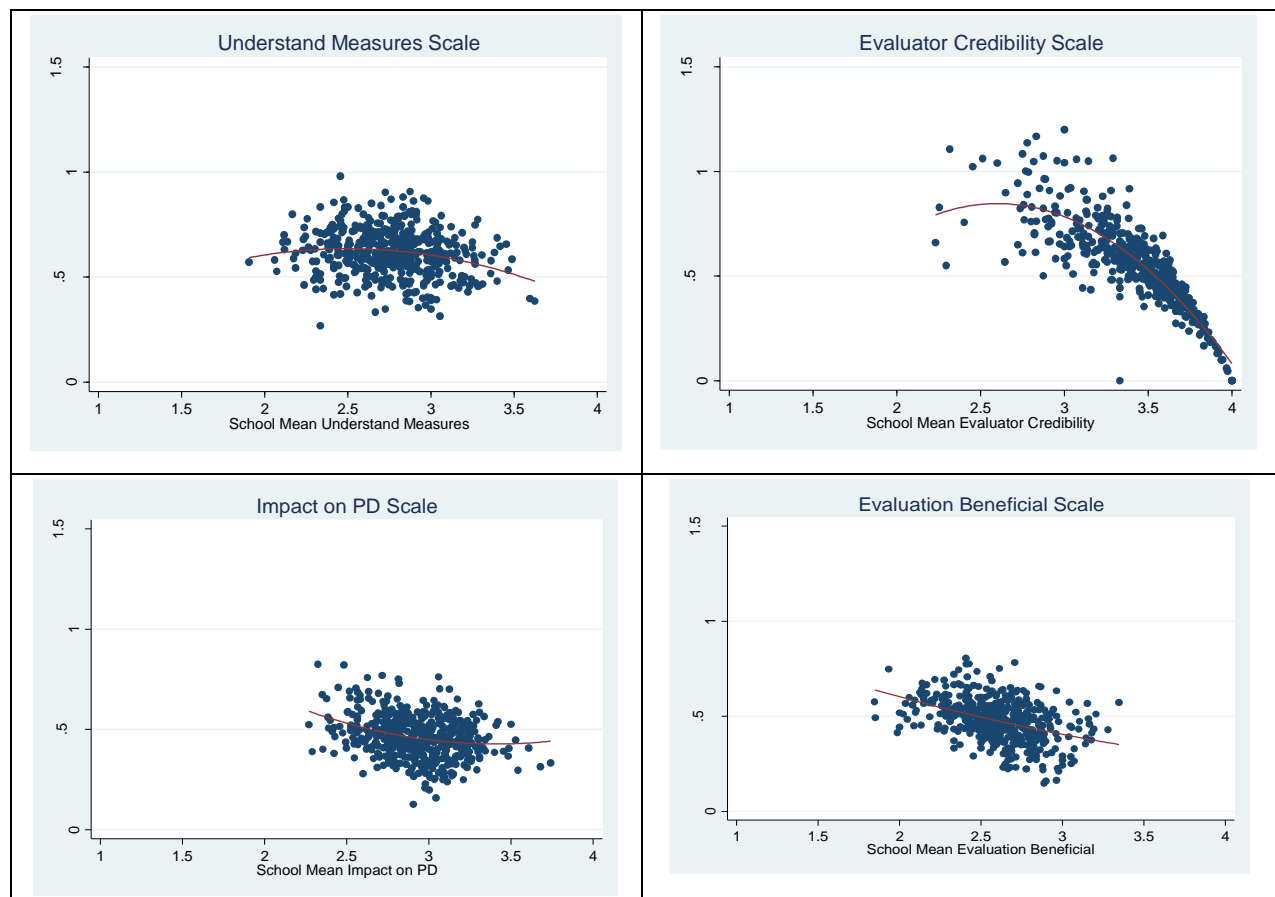 Understand Measures Scale
1.5
1
.5
0
1 1.5 2 2.5 3 3.5 4
School Mean Understand Measures
Evaluator Credibility Scale
1.5
1
.5
0
1 1.5 2 2.5 3 3.5 4
School Mean Evaluator Credibility
Impact on PD Scale
1.5
1
.5
0
1 1.5 2 2.5 3 3.5 4
School Mean Impact on PD
Evaluation Beneficial Scale
1.5
1
.5
0
1 1.5 2 2.5 3 3.5 4
School Mean Evaluation Beneficial